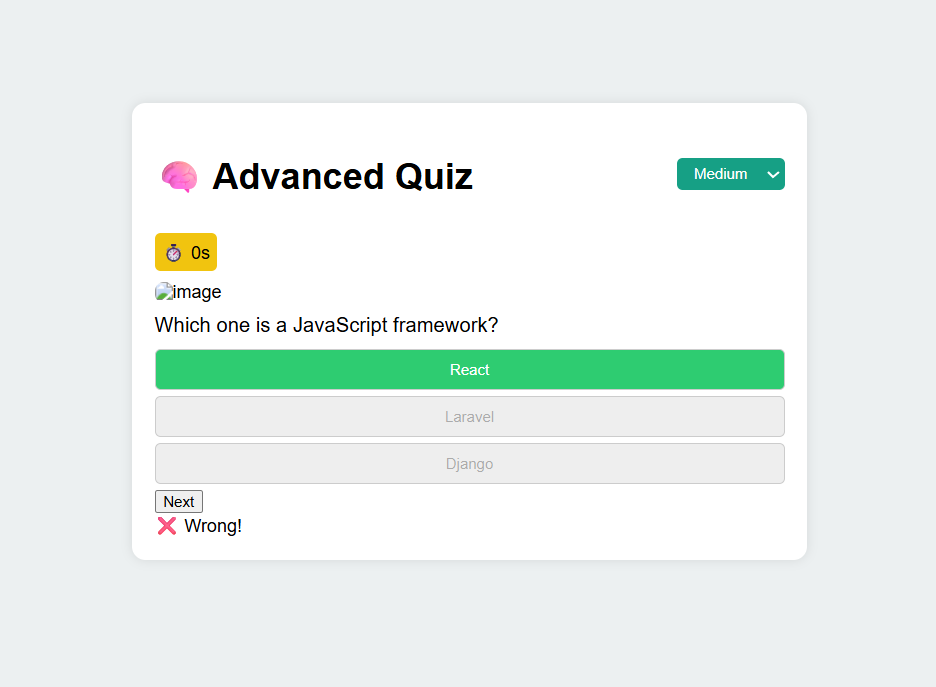 Advanced Quiz
Medium
0s
image
Which one is a JavaScript framework?
React
Laravel
Django
Next
Wrong!